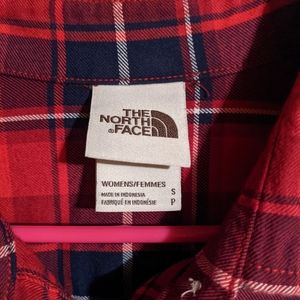 THE
NORTH
FACE
WOMENS/FEMMES
MADE IN INDONESIA S
FABRIQUÉ EN INDONÉSIE P